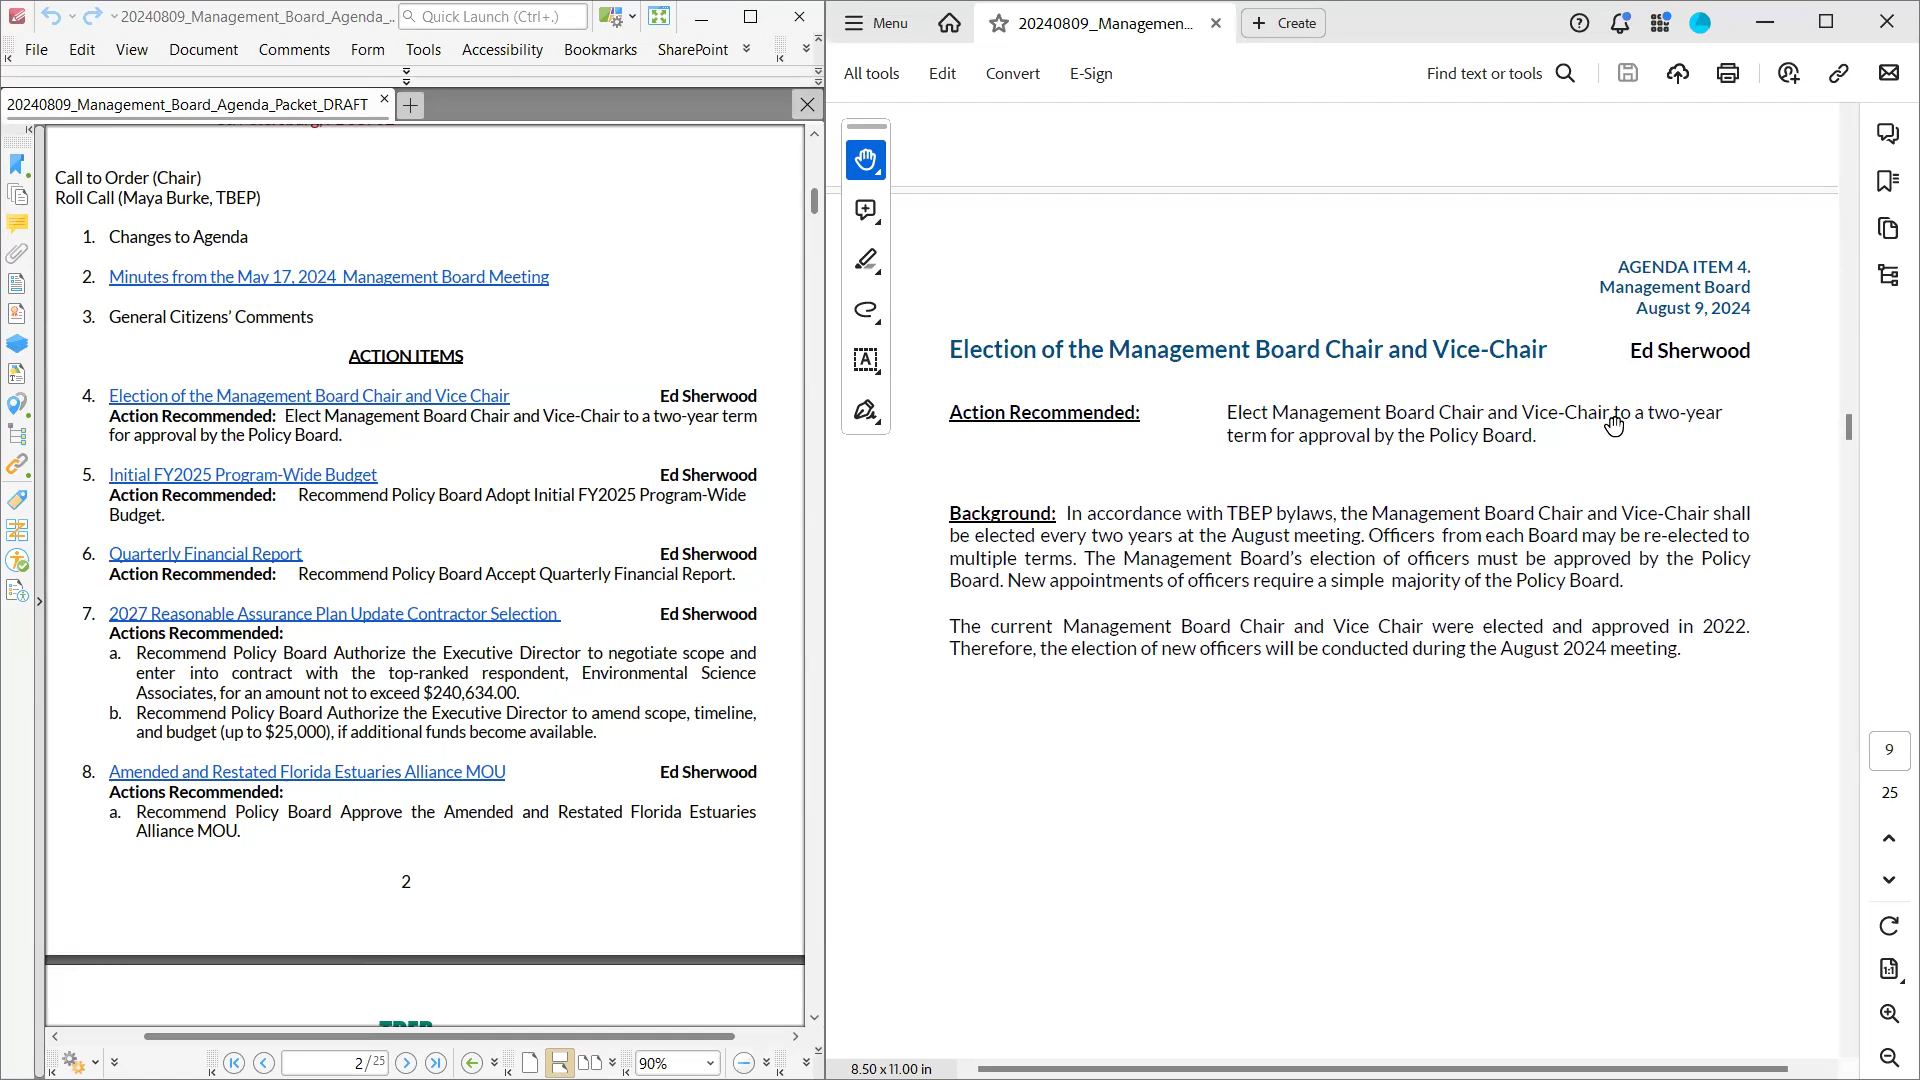 20240809_Management_Board_Agenda_..
Quick Launch (Ctrl+.)
File Edit View Document Comments Form Tools Accessibility Bookmarks SharePoint
20240809_Management_Board_Agenda_Packet_DRAFT
Call to Order (Chair)
Roll Call (Maya Burke, TBEP)
1. Changes to Agenda
2. Minutes from the May 17, 2024 Management Board Meeting
3. General Citizens' Comments
ACTION ITEMS
4. Election of the Management Board Chair and Vice Chair Ed Sherwood
Action Recommended: Elect Management Board Chair and Vice-Chair to a two-year term
for approval by the Policy Board.
5. Initial FY2025 Program-Wide Budget Ed Sherwood
Action Recommended: Recommend Policy Board Adopt Initial FY2025 Program-Wide
Budget.
6. Quarterly Financial Report Ed Sherwood
Action Recommended: Recommend Policy Board Accept Quarterly Financial Report.
7. 2027 Reasonable Assurance Plan Update Contractor Selection Ed Sherwood
Actions Recommended:
a. Recommend Policy Board Authorize the Executive Director to negotiate scope and
enter into contract with the top-ranked respondent, Environmental Science
Associates, for an amount not to exceed $240,634.00.
b. Recommend Policy Board Authorize the Executive Director to amend scope, timeline,
and budget (up to $25,000), if additional funds become available.
8. Amended and Restated Florida Estuaries Alliance MOU Ed Sherwood
Actions Recommended:
a. Recommend Policy Board Approve the Amended and Restated Florida Estuaries
Alliance MOU.
2
TBEP
2 / 25
90%
Menu
20240809_Managemen...
Create
All tools Edit Convert E-Sign
Find text or tools
AGENDA ITEM 4.
Management Board
August 9, 2024
Election of the Management Board Chair and Vice-Chair Ed Sherwood
Action Recommended: Elect Management Board Chair and Vice-Chair to a two-year
term for approval by the Policy Board.
Background: In accordance with TBEP bylaws, the Management Board Chair and Vice-Chair shall
be elected every two years at the August meeting. Officers from each Board may be re-elected to
multiple terms. The Management Board's election of officers must be approved by the Policy
Board. New appointments of officers require a simple majority of the Policy Board.
The current Management Board Chair and Vice Chair were elected and approved in 2022.
Therefore, the election of new officers will be conducted during the August 2024 meeting.
9
25
1:1
8.50 x 11.00 in